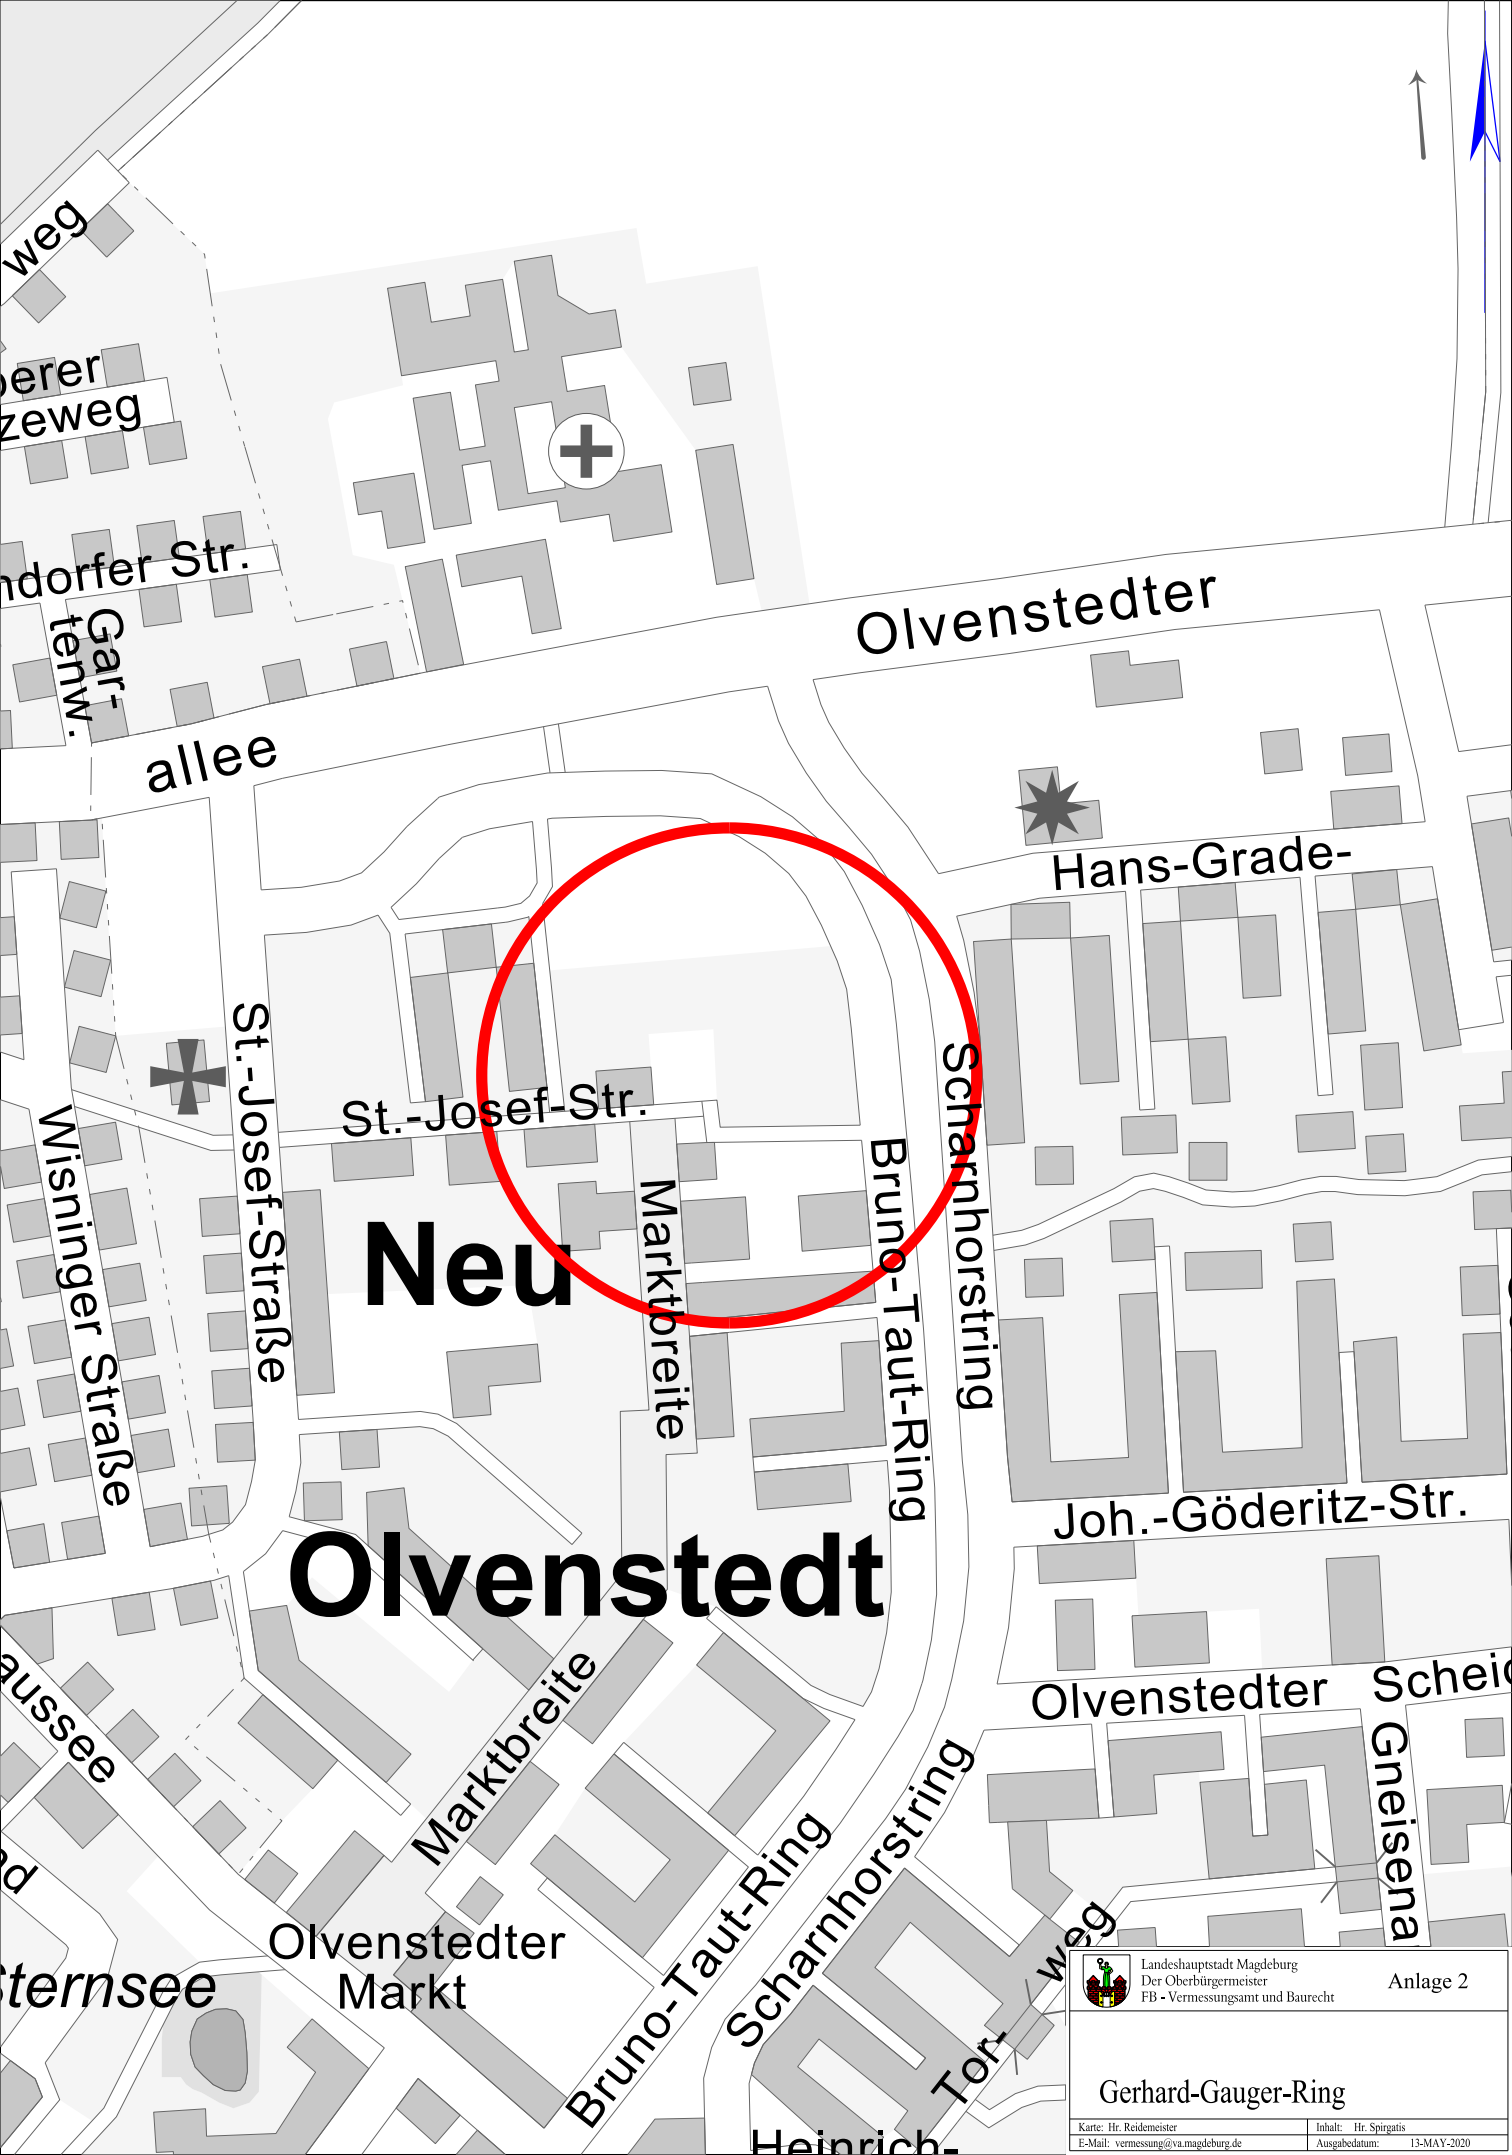 weg
zeweg
ndorfer Str.
Gar-
tenw.
Olvenstedter
allee
Hans-Grade-
St.-Josef-Straße
St.-Josef-Str.
Scharnhorstring
Wisninger Straße
Bruno-Taut-Ring
Marktbreite
Neu
Joh.-Göderitz-Str.
Olvenstedt
Marktbreite
Olvenstedter
Scheid
aussee
Gneisena
Scharnhorstring
Bruno-Taut-Ring
Olvenstedter
Markt
Sternsee
weg
Tor-
Heinrich-
Landeshauptstadt Magdeburg
Der Oberbürgermeister
FB - Vermessungsamt und Baurecht
Anlage 2
Gerhard-Gauger-Ring
Karte: Hr. Reidemeister
Inhalt: Hr. Spirgatis
E-Mail: vermessung@va.magdeburg.de
Ausgabedatum: 13-MAY-2020